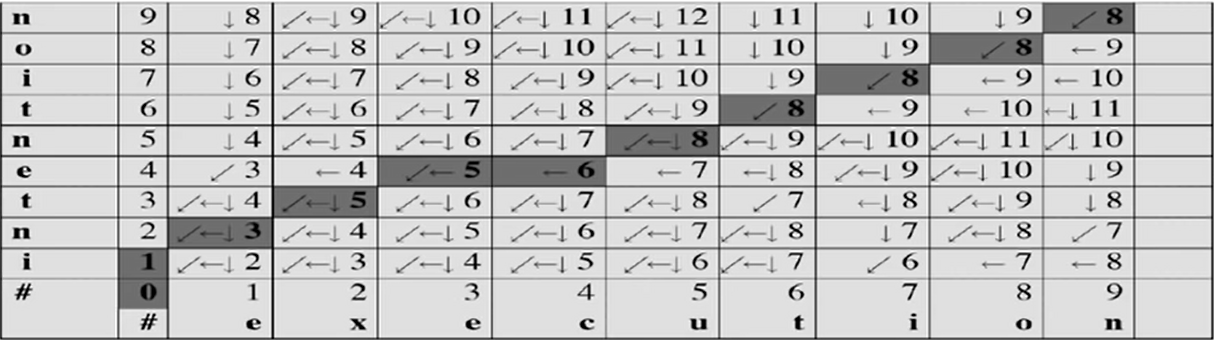 n 9 ↓ 8 ↙←↓ 9 ↙←↓ 10 ↙←↓ 11 ↙←↓ 12 ↓ 11 ↓ 10 ↓ 9 ↙ 8
o 8 ↓ 7 ↙←↓ 8 ↙←↓ 9 ↙←↓ 10 ↙←↓ 11 ↓ 10 ↓ 9 ↙ 8 ← 9
i 7 ↓ 6 ↙←↓ 7 ↙←↓ 8 ↙←↓ 9 ↙←↓ 10 ↓ 9 ↙ 8 ← 9 ← 10
t 6 ↓ 5 ↙←↓ 6 ↙←↓ 7 ↙←↓ 8 ↙←↓ 9 ↙ 8 ← 9 ← 10 ←↓ 11
n 5 ↓ 4 ↙←↓ 5 ↙←↓ 6 ↙←↓ 7 ↙←↓ 8 ↙←↓ 9 ↙←↓ 10 ↙←↓ 11 ↙↓ 10
e 4 ↙ 3 ← 4 ↙← 5 ← 6 ← 7 ←↓ 8 ↙←↓ 9 ↙←↓ 10 ↓ 9
t 3 ↙←↓ 4 ↙←↓ 5 ↙←↓ 6 ↙←↓ 7 ↙←↓ 8 ↙ 7 ←↓ 8 ↙←↓ 9 ↓ 8
n 2 ↙←↓ 3 ↙←↓ 4 ↙←↓ 5 ↙←↓ 6 ↙←↓ 7 ↙←↓ 8 ↓ 7 ↙←↓ 8 ↙ 7
i 1 ↙←↓ 2 ↙←↓ 3 ↙←↓ 4 ↙←↓ 5 ↙←↓ 6 ↙←↓ 7 ↙ 6 ← 7 ← 8
# 0 1 2 3 4 5 6 7 8 9
# e x e c u t i o n